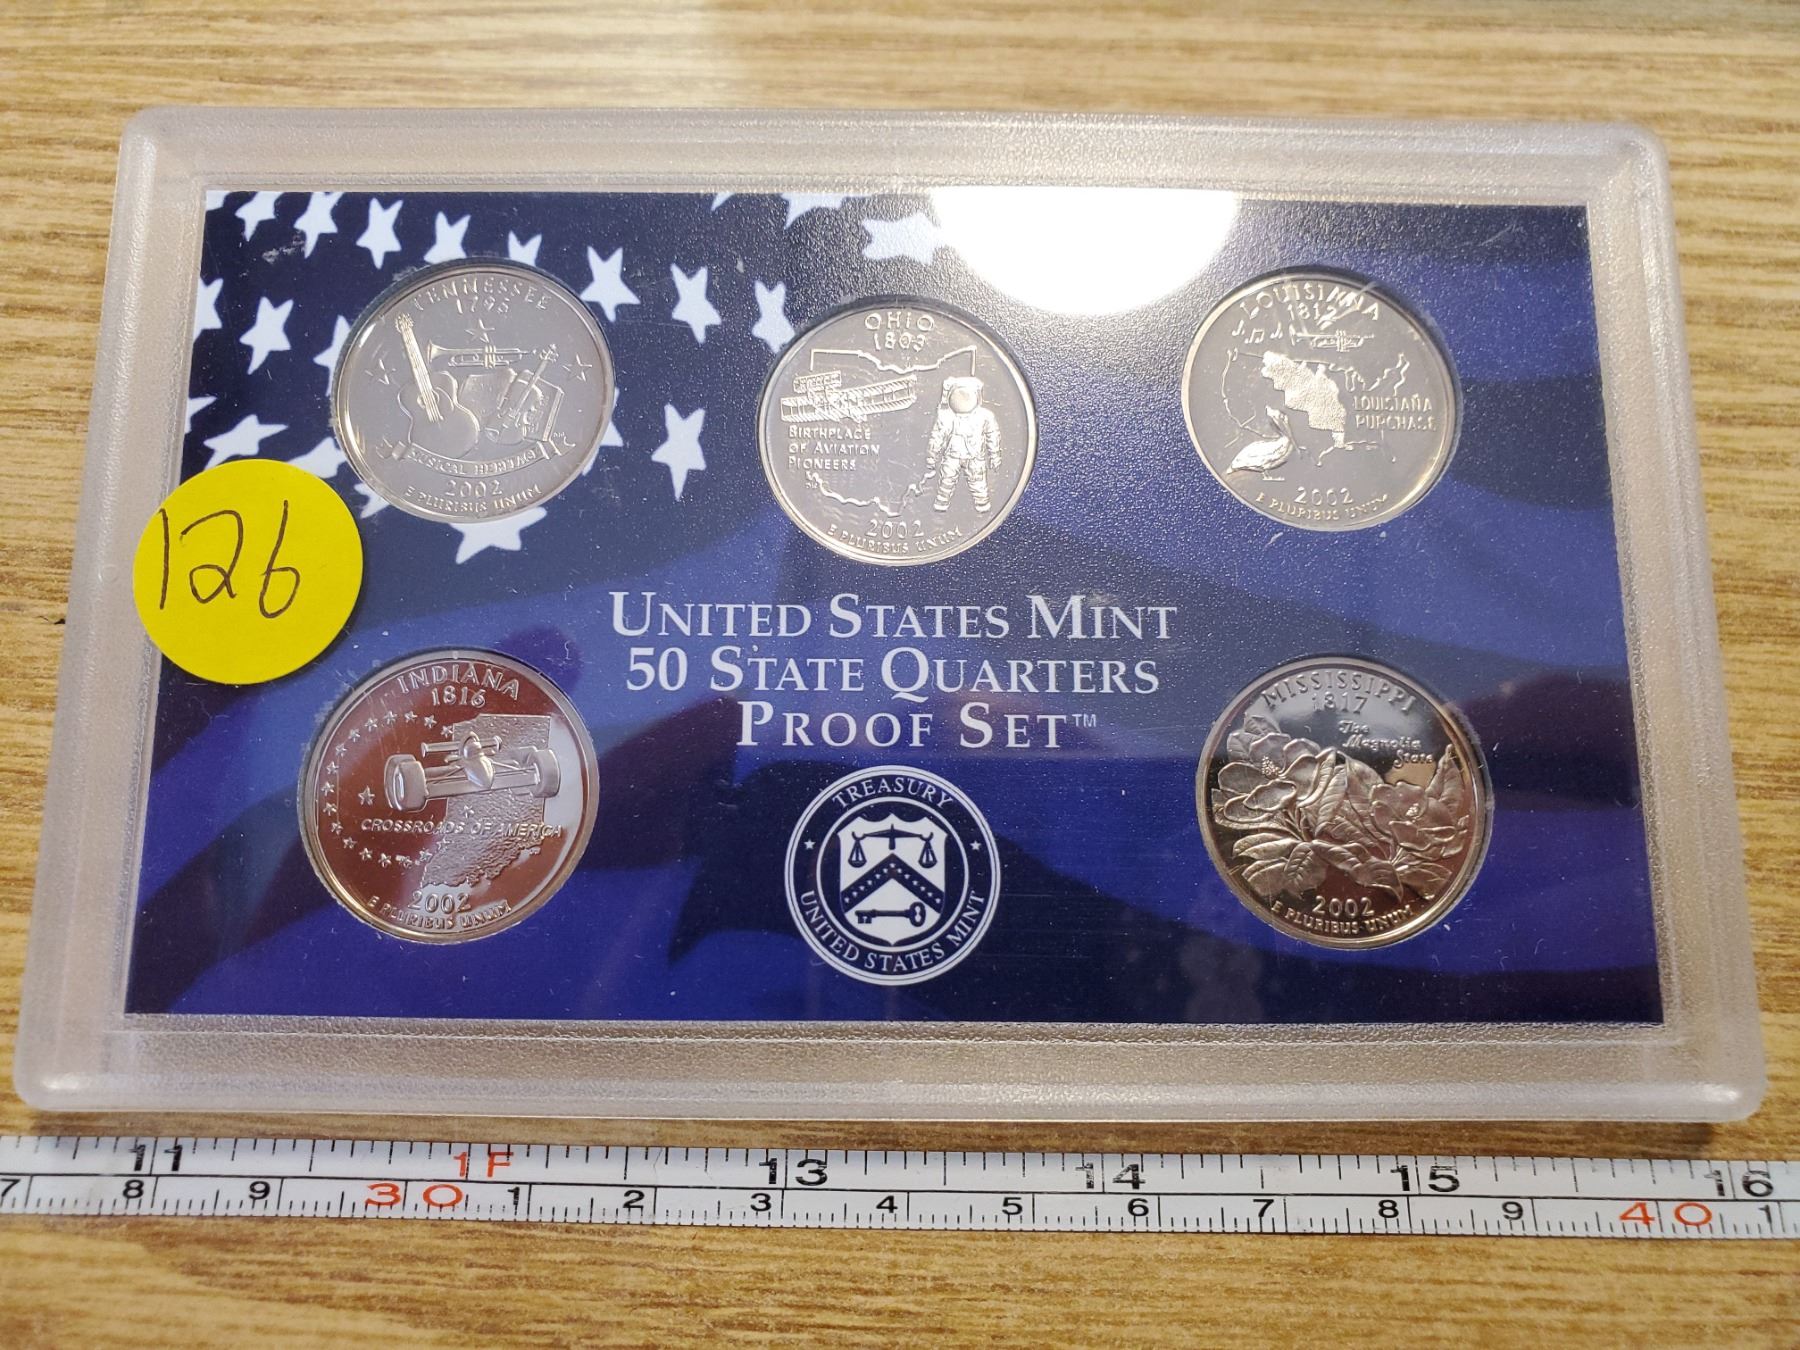 TENNESSEE
1796
MUSICAL HERITAGE
2002
E PLURIBUS UNUM
OHIO
1803
BIRTHPLACE
OF AVIATION
PIONEERS
2002
E PLURIBUS UNUM
LOUISIANA
1812
LOUISIANA
PURCHASE
2002
E PLURIBUS UNUM
126
UNITED STATES MINT
50 STATE QUARTERS
PROOF SET™
INDIANA
1816
CROSSROADS OF AMERICA
2002
E PLURIBUS UNUM
TREASURY
UNITED STATES MINT
MISSISSIPPI
1817
The
Magnolia
State
2002
E PLURIBUS UNUM
11 1F 13 14 15 16
7 8 9 30 1 2 3 4 5 6 7 8 9 40 1